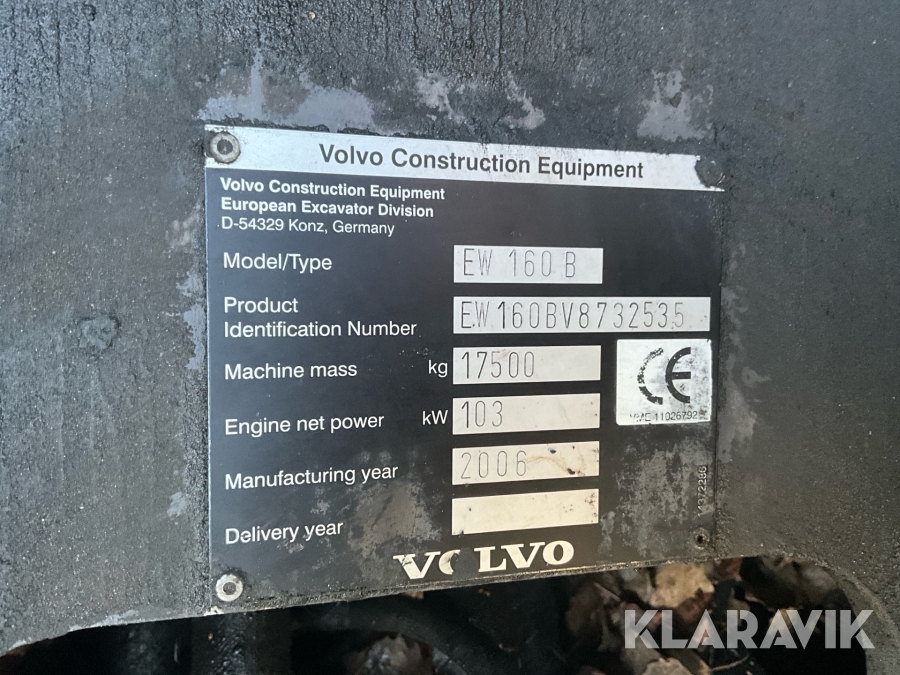 Volvo Construction Equipment
Volvo Construction Equipment
European Excavator Division
D-54329 Konz, Germany
Model/Type EW 160 B
Product
Identification Number EW160BV8732535
Machine mass kg 17500
CE
Engine net power kW 103
Manufacturing year 2006
Delivery year
VOLVO
KLARAVIK